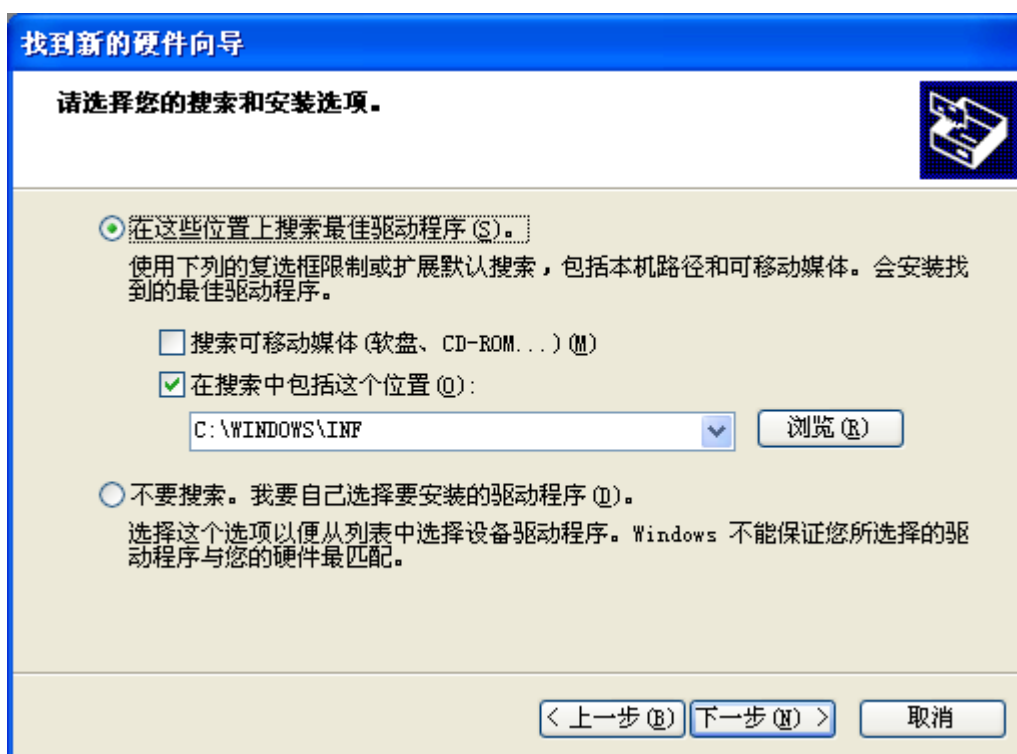 找到新的硬件向导
请选择您的搜索和安装选项。
在这些位置上搜索最佳驱动程序(S)。
使用下列的复选框限制或扩展默认搜索，包括本机路径和可移动媒体。会安装找
到的最佳驱动程序。
搜索可移动媒体(软盘、CD-ROM...)(M)
在搜索中包括这个位置(O):
C:\WINDOWS\INF
浏览(R)
不要搜索。我要自己选择要安装的驱动程序(D)。
选择这个选项以便从列表中选择设备驱动程序。Windows 不能保证您所选择的驱
动程序与您的硬件最匹配。
< 上一步(B) 下一步(N) > 取消